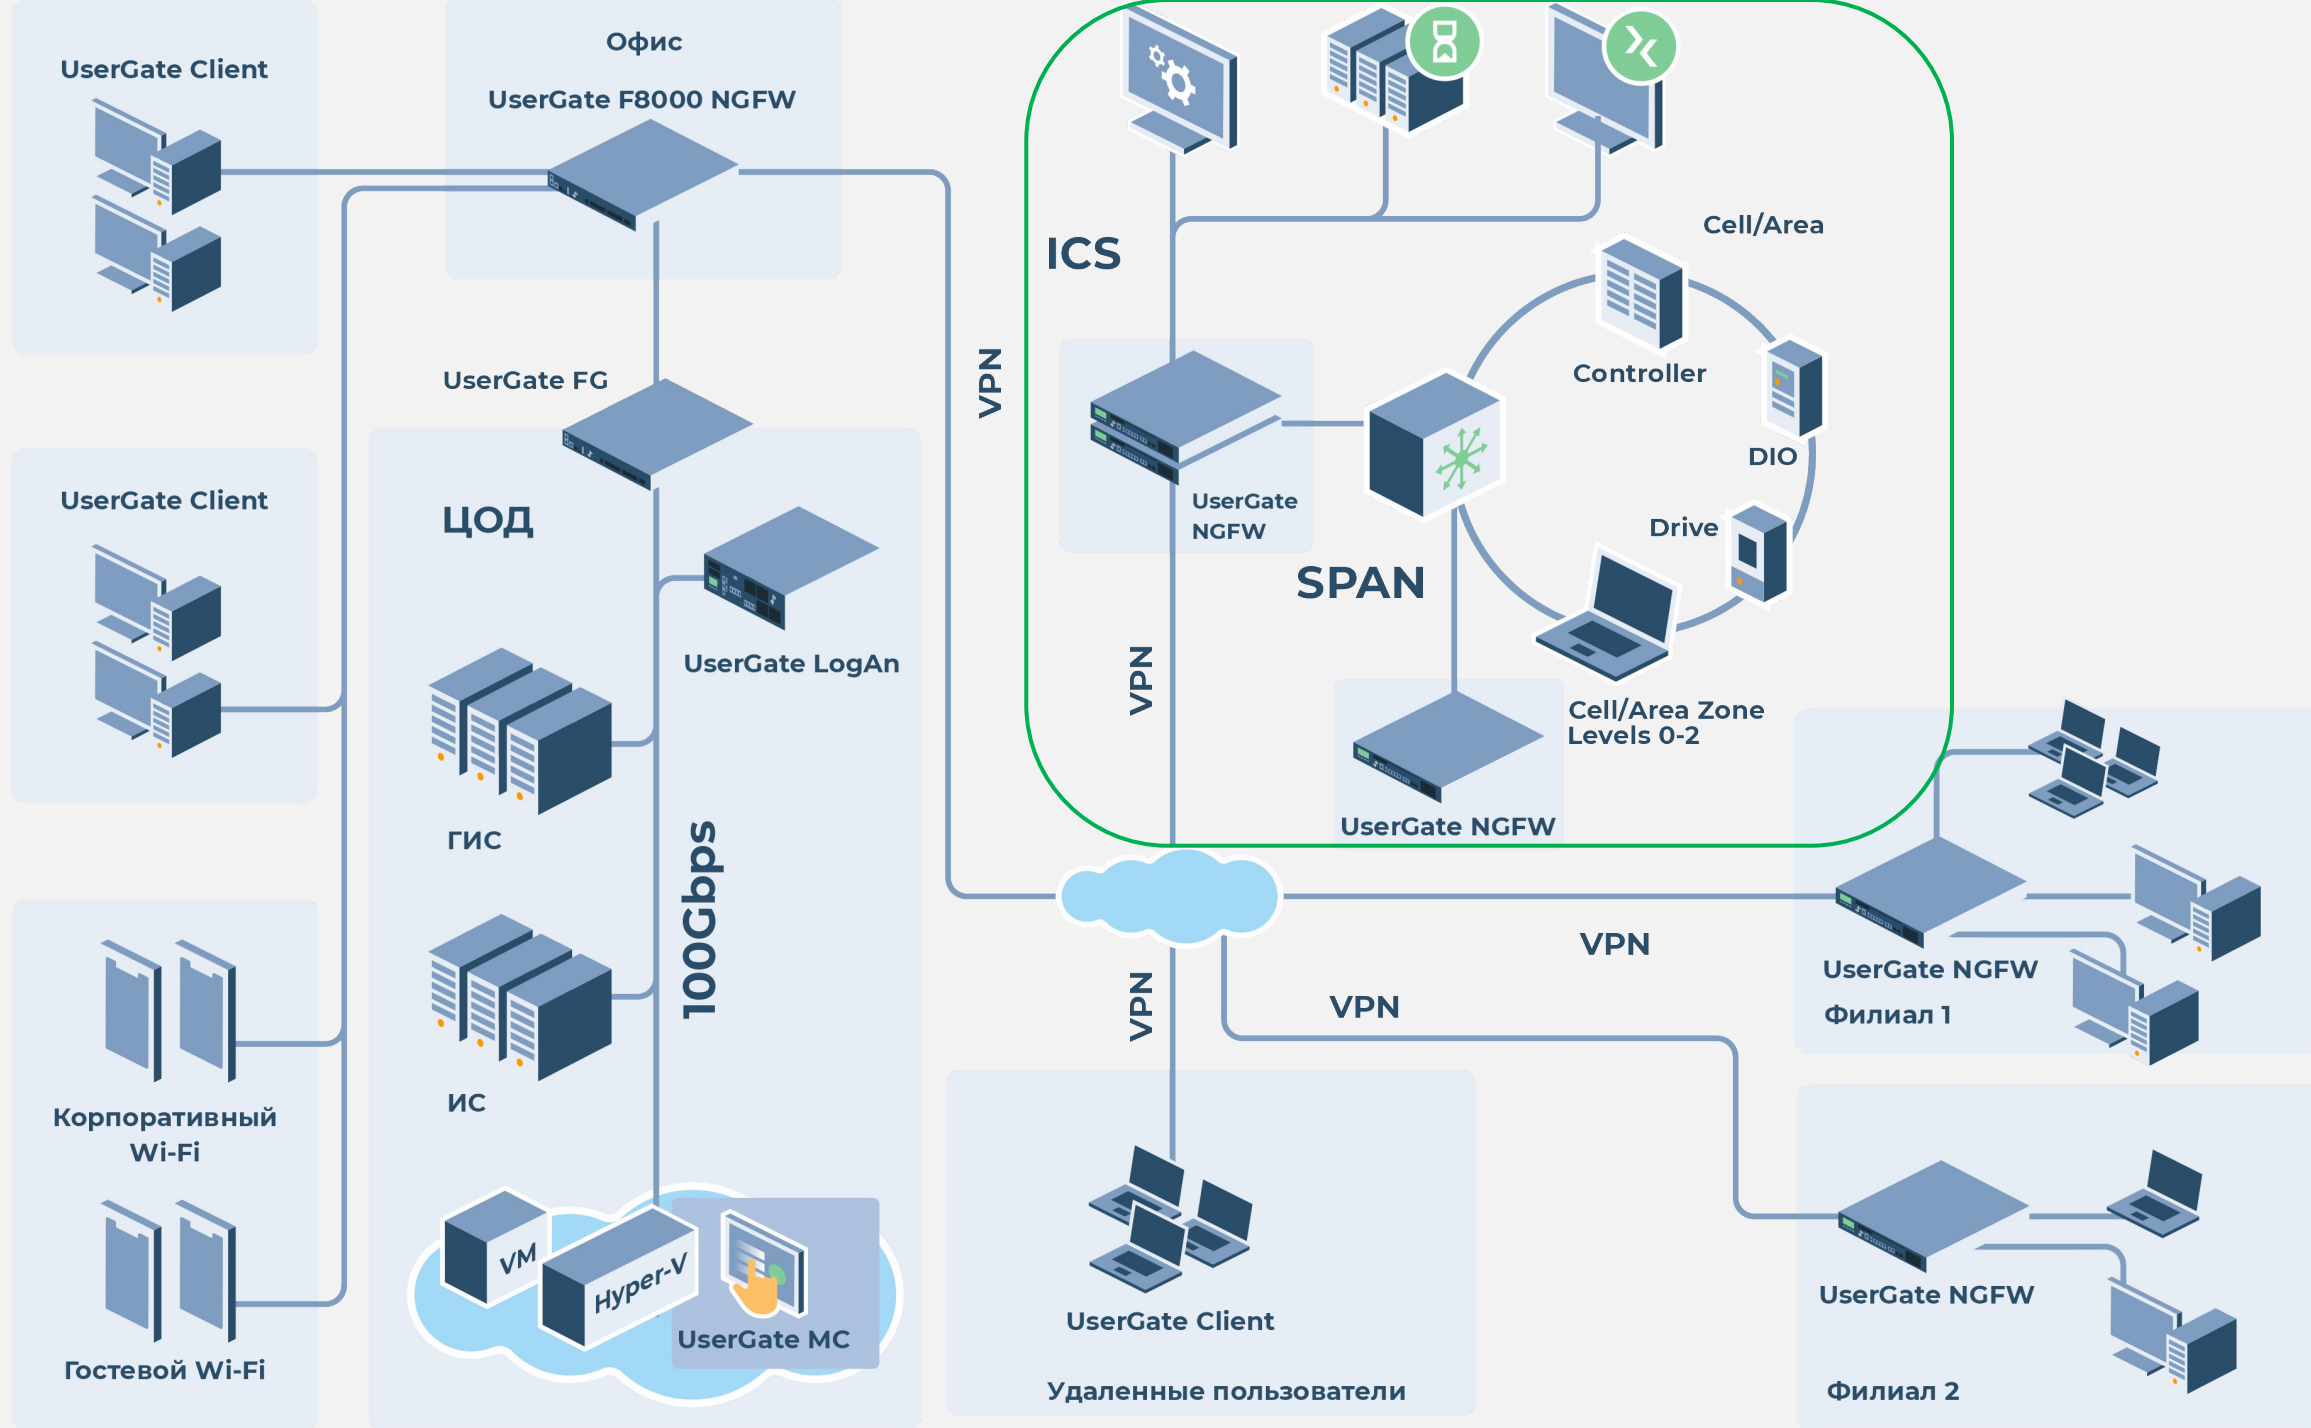 UserGate Client
Офис
UserGate F8000 NGFW
UserGate FG
ЦОД
UserGate LogAn
UserGate Client
ГИС
100Gbps
ИС
Корпоративный
Wi-Fi
Гостевой Wi-Fi
VM
Hyper-V
UserGate MC
VPN
ICS
Cell/Area
Controller
DIO
Drive
UserGate
NGFW
SPAN
Cell/Area Zone
Levels 0-2
UserGate NGFW
VPN
VPN
VPN
VPN
UserGate NGFW
Филиал 1
UserGate Client
Удаленные пользователи
UserGate NGFW
Филиал 2